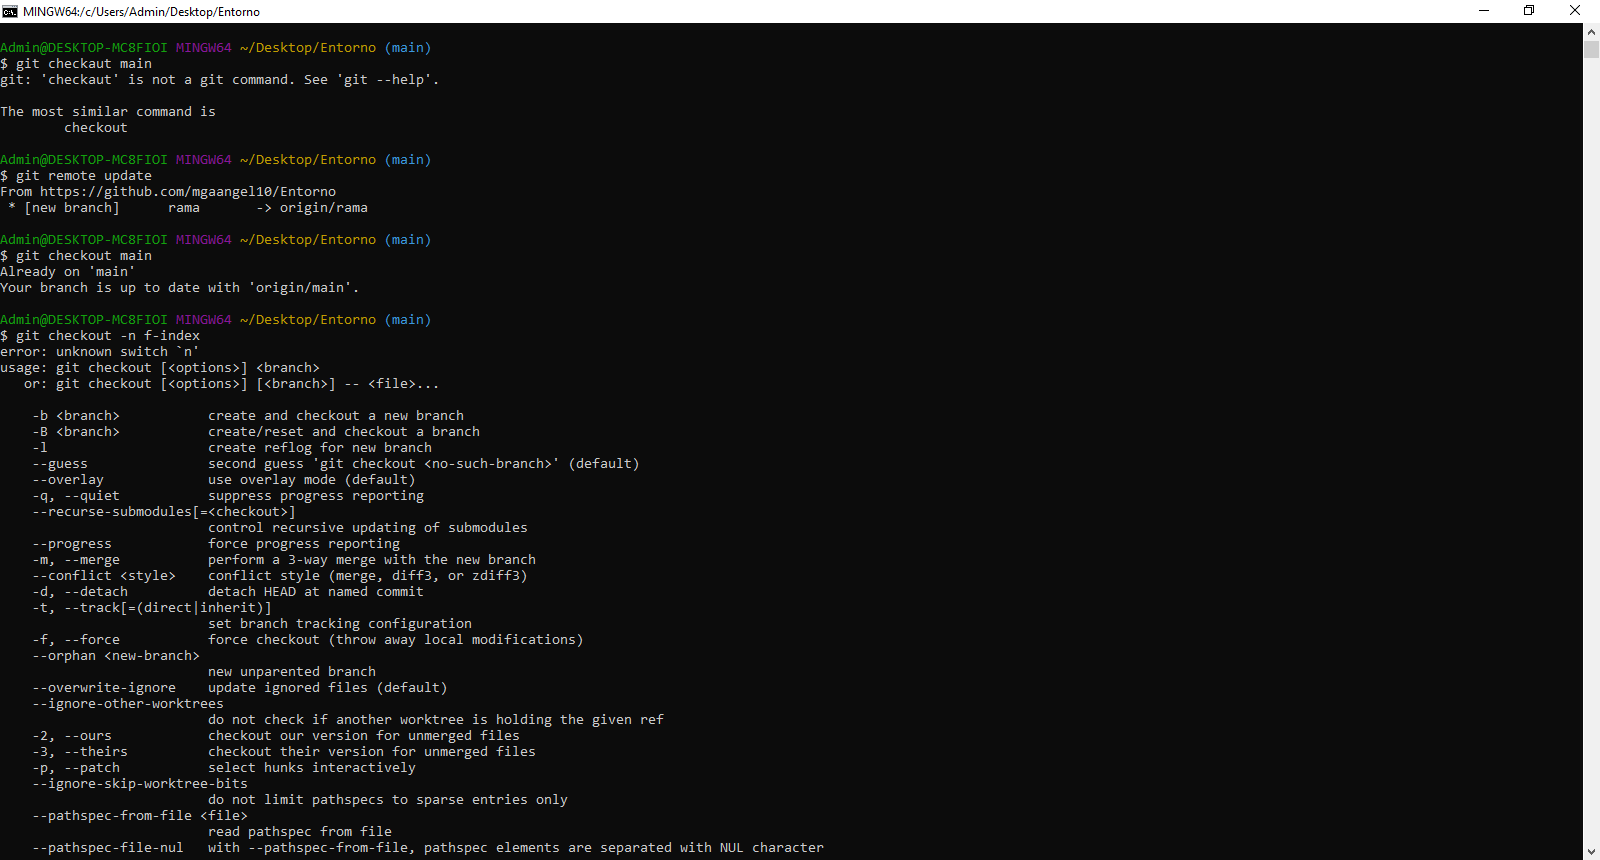 MINGW64:/c/Users/Admin/Desktop/Entorno
Admin@DESKTOP-MC8FIOI MINGW64 ~/Desktop/Entorno (main)
$ git checkaut main
git: 'checkaut' is not a git command. See 'git --help'.
The most similar command is
checkout
Admin@DESKTOP-MC8FIOI MINGW64 ~/Desktop/Entorno (main)
$ git remote update
From https://github.com/mgaangel10/Entorno
* [new branch]      rama       -> origin/rama
Admin@DESKTOP-MC8FIOI MINGW64 ~/Desktop/Entorno (main)
$ git checkout main
Already on 'main'
Your branch is up to date with 'origin/main'.
Admin@DESKTOP-MC8FIOI MINGW64 ~/Desktop/Entorno (main)
$ git checkout -n f-index
error: unknown switch `n'
usage: git checkout [<options>] <branch>
or: git checkout [<options>] [<branch>] -- <file>...
-b <branch>           create and checkout a new branch
-B <branch>           create/reset and checkout a branch
-l                    create reflog for new branch
--guess               second guess 'git checkout <no-such-branch>' (default)
--overlay             use overlay mode (default)
-q, --quiet           suppress progress reporting
--recurse-submodules[=<checkout>]
control recursive updating of submodules
--progress            force progress reporting
-m, --merge           perform a 3-way merge with the new branch
--conflict <style>    conflict style (merge, diff3, or zdiff3)
-d, --detach          detach HEAD at named commit
-t, --track[=(direct|inherit)]
set branch tracking configuration
-f, --force           force checkout (throw away local modifications)
--orphan <new-branch>
new unparented branch
--overwrite-ignore    update ignored files (default)
--ignore-other-worktrees
do not check if another worktree is holding the given ref
-2, --ours            checkout our version for unmerged files
-3, --theirs          checkout their version for unmerged files
-p, --patch           select hunks interactively
--ignore-skip-worktree-bits
do not limit pathspecs to sparse entries only
--pathspec-from-file <file>
read pathspec from file
--pathspec-file-nul   with --pathspec-from-file, pathspec elements are separated with NUL character